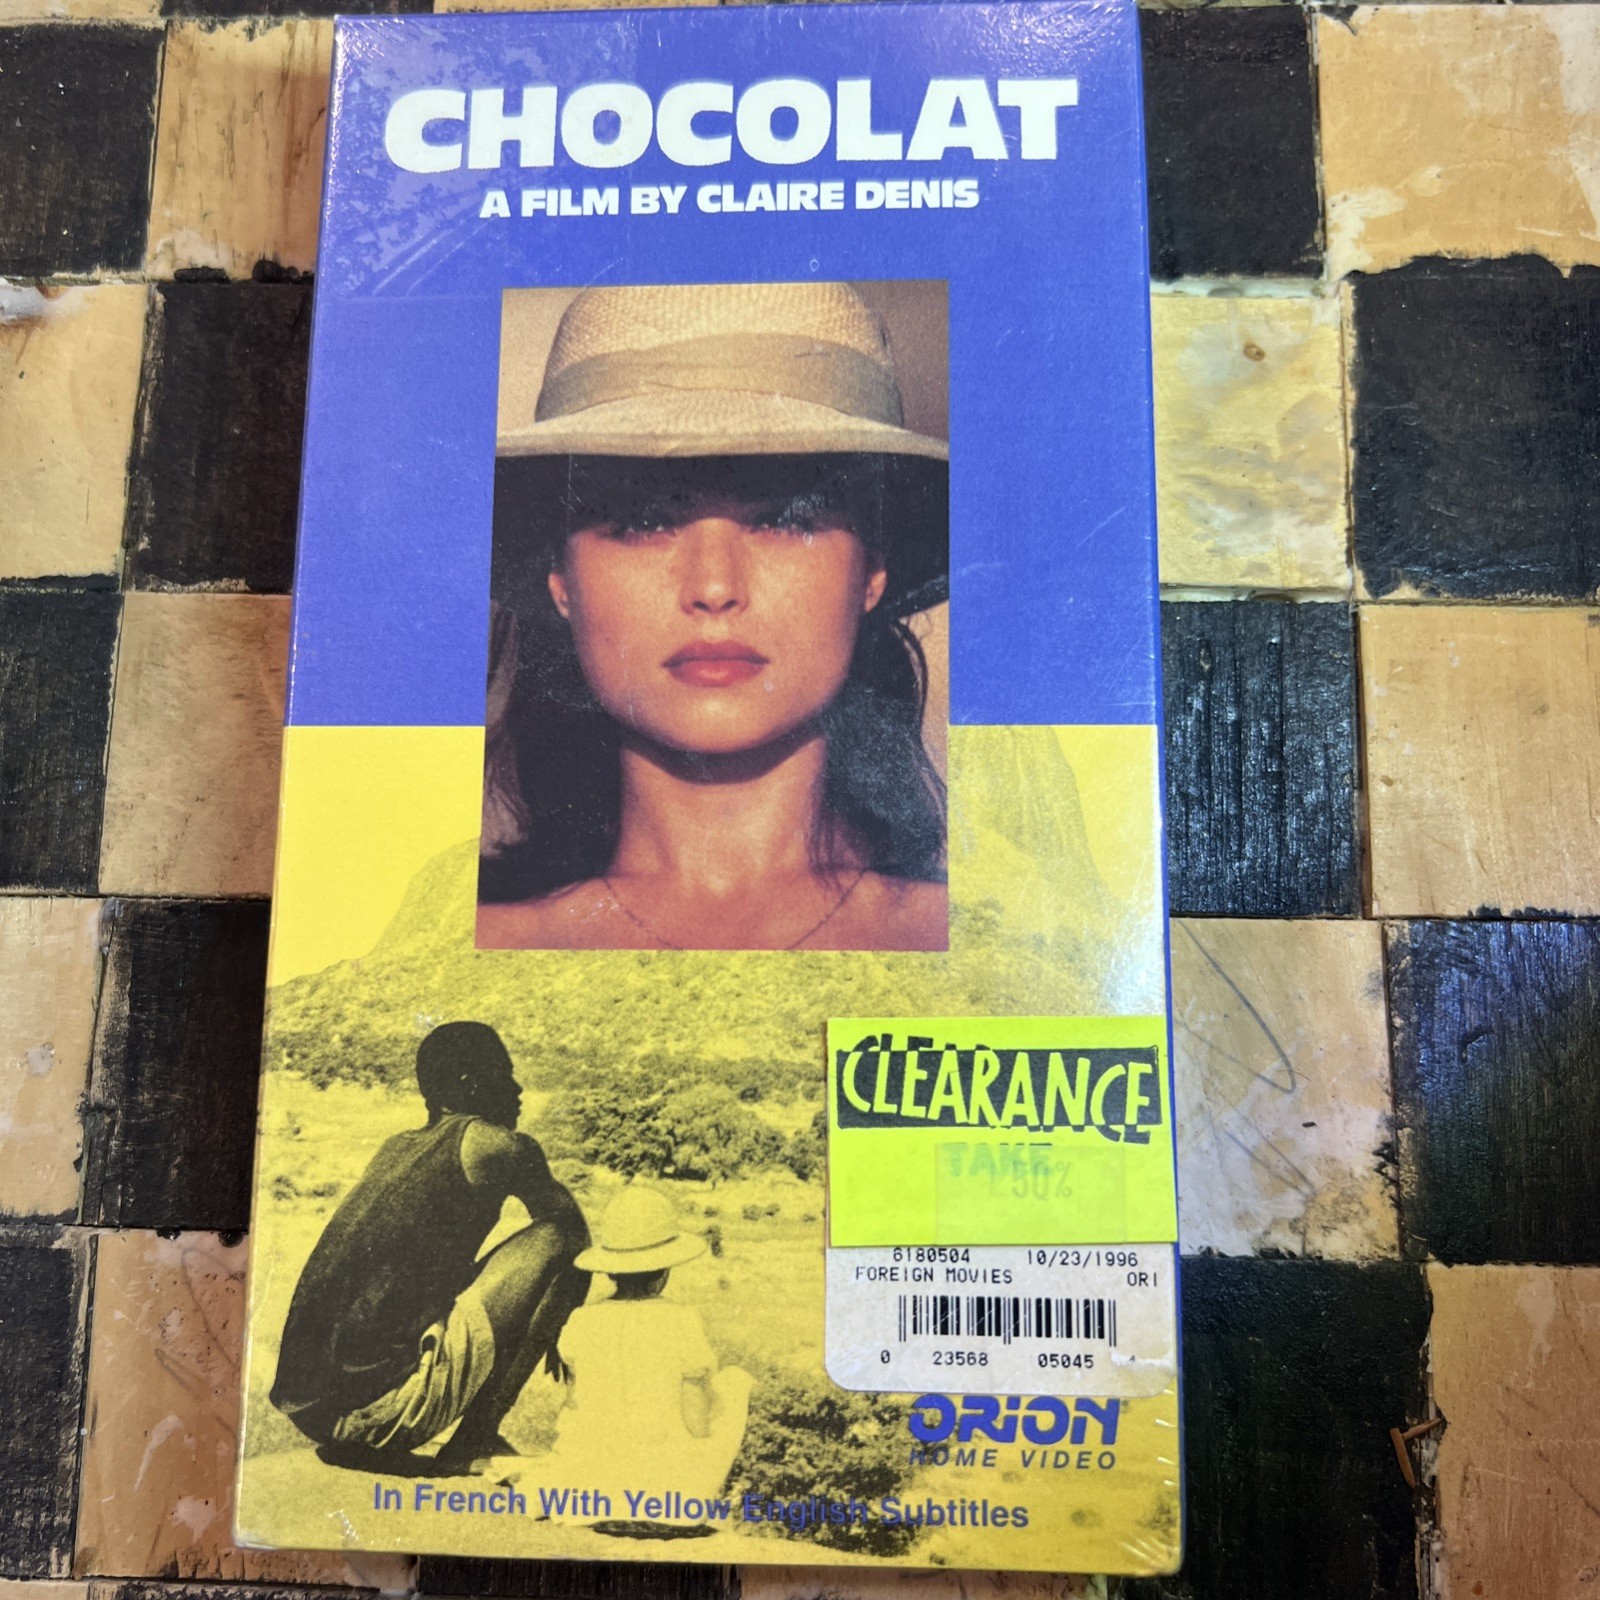 CHOCOLAT
A FILM BY CLAIRE DENIS
CLEARANCE
TAKE
50%
6180504 10/23/1996
FOREIGN MOVIES ORI
0 23568 05045
ORION
HOME VIDEO
In French With Yellow English Subtitles